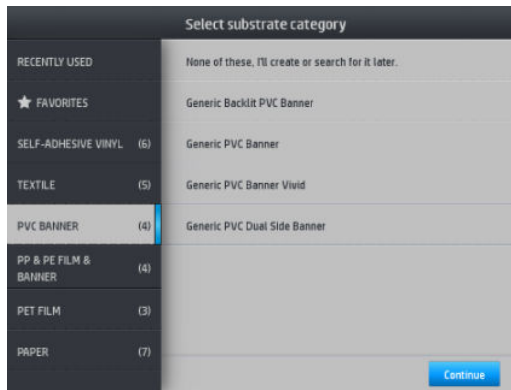 Select substrate category
RECENTLY USED
FAVORITES
SELF-ADHESIVE VINYL (6)
TEXTILE (5)
PVC BANNER (4)
PP & PE FILM &
BANNER (4)
PET FILM (3)
PAPER (7)
None of these, I'll create or search for it later.
Generic Backlit PVC Banner
Generic PVC Banner
Generic PVC Banner Vivid
Generic PVC Dual Side Banner
Continue